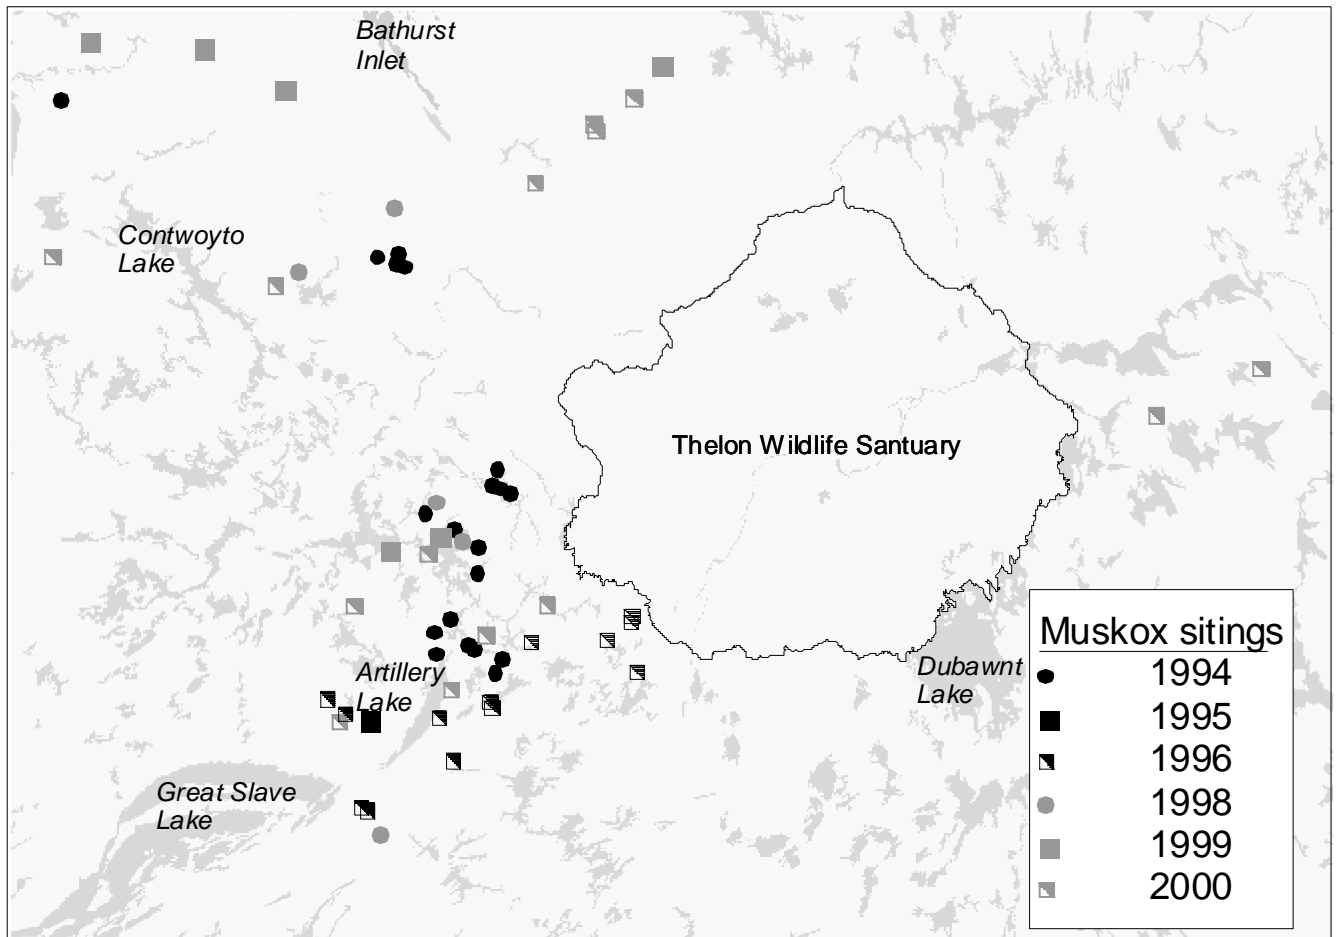 Bathurst
Inlet
Contwoyto
Lake
Thelon Wildlife Santuary
Artillery
Lake
Dubawnt
Lake
Great Slave
Lake
Muskox sitings
1994
1995
1996
1998
1999
2000